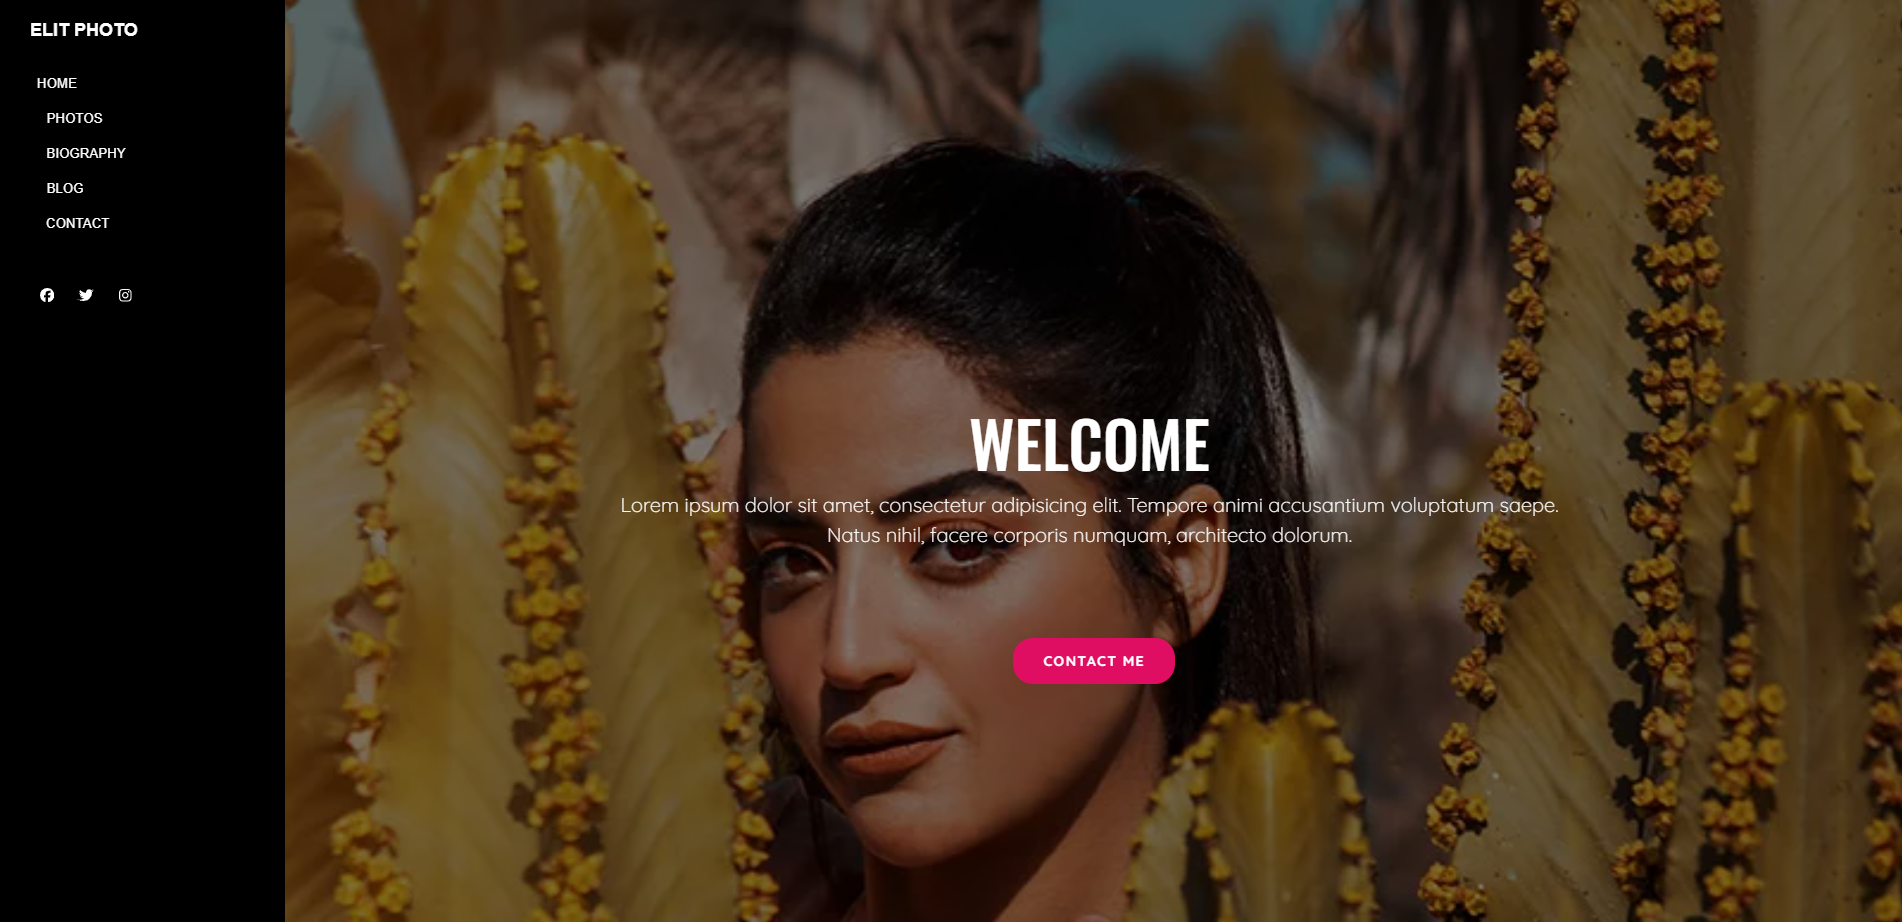 ELIT PHOTO
HOME
PHOTOS
BIOGRAPHY
BLOG
CONTACT
WELCOME
Lorem ipsum dolor sit amet, consectetur adipisicing elit. Tempore animi accusantium voluptatum saepe.
Natus nihil, facere corporis numquam, architecto dolorum.
CONTACT ME